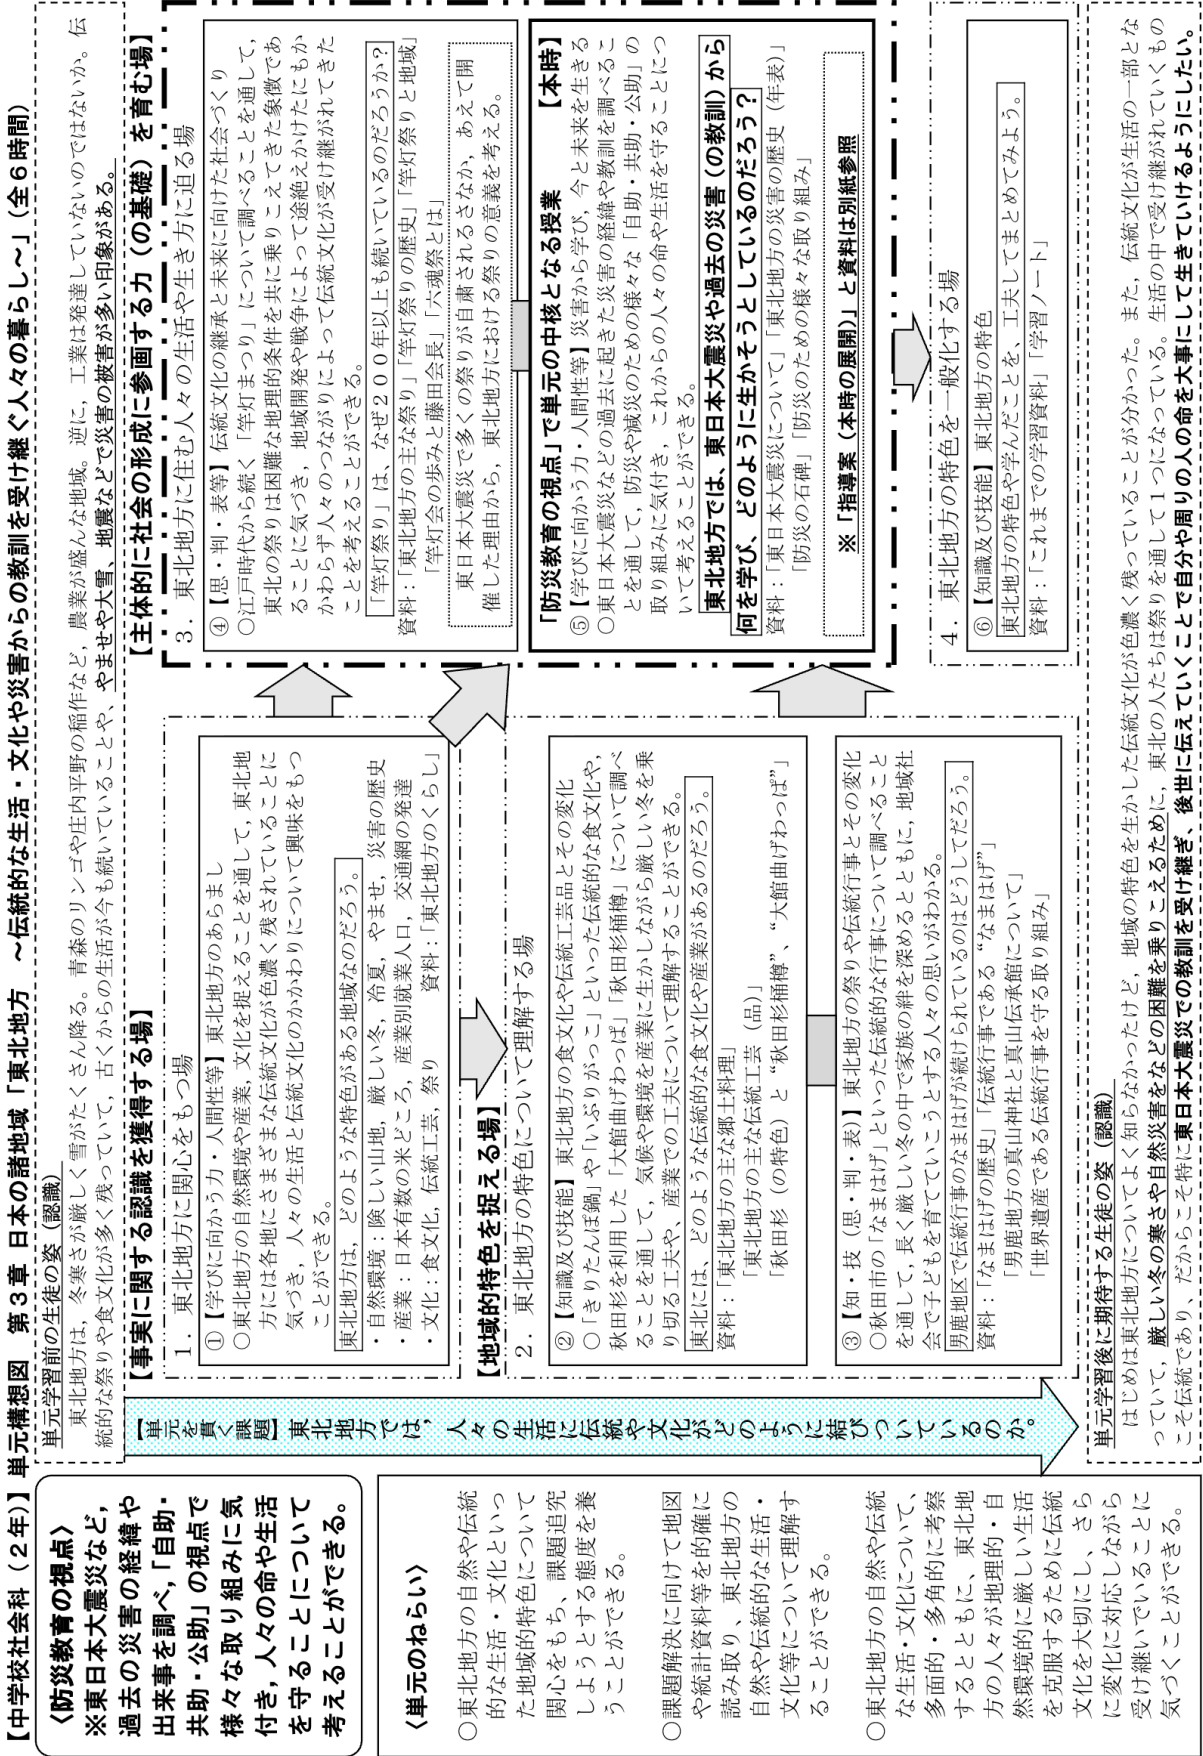 【中学校社会科（２年）】単元構想図　第３章 日本の諸地域「東北地方　～伝統的な生活・文化や災害からの教訓を受け継ぐ人々の暮らし～」（全６時間）
〈防災教育の視点〉
※東日本大震災など，
過去の災害の経緯や
出来事を調べ，「自助・
共助・公助」の視点で
様々な取り組みに気
付き，人々の命や生活
を守ることについて
考えることができる。
〈単元のねらい〉
○東北地方の自然や伝統
的な生活・文化といっ
た地域的特色について
関心をもち、課題追究
しようとする態度を養
うことができる。
○課題解決に向けて地図
や統計資料等を的確に
読み取り、東北地方の
自然や伝統的な生活・
文化等について理解す
ることができる。
○東北地方の自然や伝統
な生活・文化について、
多面的・多角的に考察
するとともに、東北地
方の人々が地理的・自
然環境的に厳しい生活
を克服するために伝統
文化を大切にし、さら
に変化に対応しながら
受け継いでいることに
気づくことができる。
単元学習前の生徒の姿（認識）
東北地方は、冬寒さが厳しく雪がたくさん降る。青森のリンゴや庄内平野の稲作など，農業が盛んな地域。逆に，工業は発達していないのではないか。伝
統的な祭りや食文化が多く残っていて，古くからの生活が今も続いていることや、やませや大雪、地震などで災害の被害が多い印象がある。
【単元を貫く課題】東北地方では，人々の生活に伝統や文化がどのように結びついているのか。
【事実に関する認識を獲得する場】
１．東北地方に関心をもつ場
①【学びに向かう力・人間性等】東北地方のあらまし
○東北地方の自然環境や産業，文化を捉えることを通して，東北地
方には各地にさまざまな伝統文化が色濃く残されていることに
気づき，人々の生活と伝統文化のかかわりについて興味をもつ
ことができる。
東北地方は，どのような特色がある地域なのだろう。
・自然環境：険しい山地，厳しい冬，冷夏，やませ，災害の歴史
・産業：日本有数の米どころ，産業別就業人口，交通網の発達
・文化：食文化，伝統工芸，祭り　　資料：「東北地方のくらし」
【地域的特色を捉える場】
２．東北地方の特色について理解する場
②【知識及び技能】東北地方の食文化や伝統工芸品とその変化
○「きりたんぽ鍋」や「いぶりがっこ」といった伝統的な食文化や，
秋田杉を利用した「大館曲げわっぱ」「秋田杉桶樽」について調べ
ることを通して，気候や環境を産業に生かしながら厳しい冬を乗
り切る工夫や、産業での工夫について理解することができる。
東北には、どのような伝統的な食文化や産業があるのだろう。
資料：「東北地方の主な郷土料理」
「東北地方の主な伝統工芸（品）」
「秋田杉（の特色）と“秋田杉桶樽”、“大館曲げわっぱ”」
③【知・技（思・判・表）】東北地方の祭りや伝統行事とその変化
○秋田市の「なまはげ」といった伝統的な行事について調べること
を通して，長く厳しい冬の中で家族の絆を深めるとともに，地域社
会で子どもを育てていこうとする人々の思いがわかる。
男鹿地区で伝統行事のなまはげが続けられているのはどうしてだろう。
資料：「なまはげの歴史」「伝統行事である“なまはげ”」
「男鹿地方の真山神社と真山伝承館について」
「世界遺産である伝統行事を守る取り組み」
【主体的に社会の形成に参画する力（の基礎）を育む場】
３．東北地方に住む人々の生活や生き方に迫る場
④【思・判・表等】伝統文化の継承と未来に向けた社会づくり
○江戸時代から続く「竿灯まつり」について調べることを通して，
東北の祭りは困難な地理的条件を共に乗りこえてきた象徴であ
ることに気づき，地域開発や戦争によって途絶えかけたにもか
かわらず人々のつながりによって伝統文化が受け継がれてきた
ことを考えることができる。
「竿灯祭り」は、なぜ２００年以上も続いているのだろうか？
資料：「東北地方の主な祭り」「竿灯祭りの歴史」「竿灯祭りと地域」
「竿灯会の歩みと藤田会長」「六魂祭とは」
東日本大震災で多くの祭りが自粛されるさなか，あえて開
催した理由から，東北地方における祭りの意義を考える。
「防災教育の視点」で単元の中核となる授業　　【本時】
⑤【学びに向かう力・人間性等】災害から学び，今と未来を生きる
○東日本大震災などの過去に起きた災害の経緯や教訓を調べるこ
とを通して，防災や減災のための様々な「自助・共助・公助」の
取り組みに気付き，これからの人々の命や生活を守ることについ
いて考えることができる。
東北地方では、東日本大震災や過去の災害（の教訓）から
何を学び、どのように生かそうとしているのだろう？
資料：「東日本大震災について」「東北地方の災害の歴史（年表）」
「防災の石碑」「防災のための様々な取り組み」
※「指導案（本時の展開）」と資料は別紙参照
４．東北地方の特色を一般化する場
⑥【知識及び技能】東北地方の特色
東北地方の特色や学んだことを、工夫してまとめてみよう。
資料：「これまでの学習資料」「学習ノート」
単元学習後に期待する生徒の姿（認識）
はじめは東北地方についてよく知らなかったけど，地域の特色を生かした伝統文化が色濃く残っていることが分かった。また，伝統文化が生活の一部とな
っていて，厳しい冬の寒さや自然災害をなどの困難を乗りこえるために，東北の人たちは祭りを通して１つになっている。生活の中で受け継がれていくもの
こそ伝統であり，だからこそ特に東日本大震災での教訓を受け継ぎ、後世に伝えていくことで自分や周りの人の命を大事にして生きていけるようにしたい。